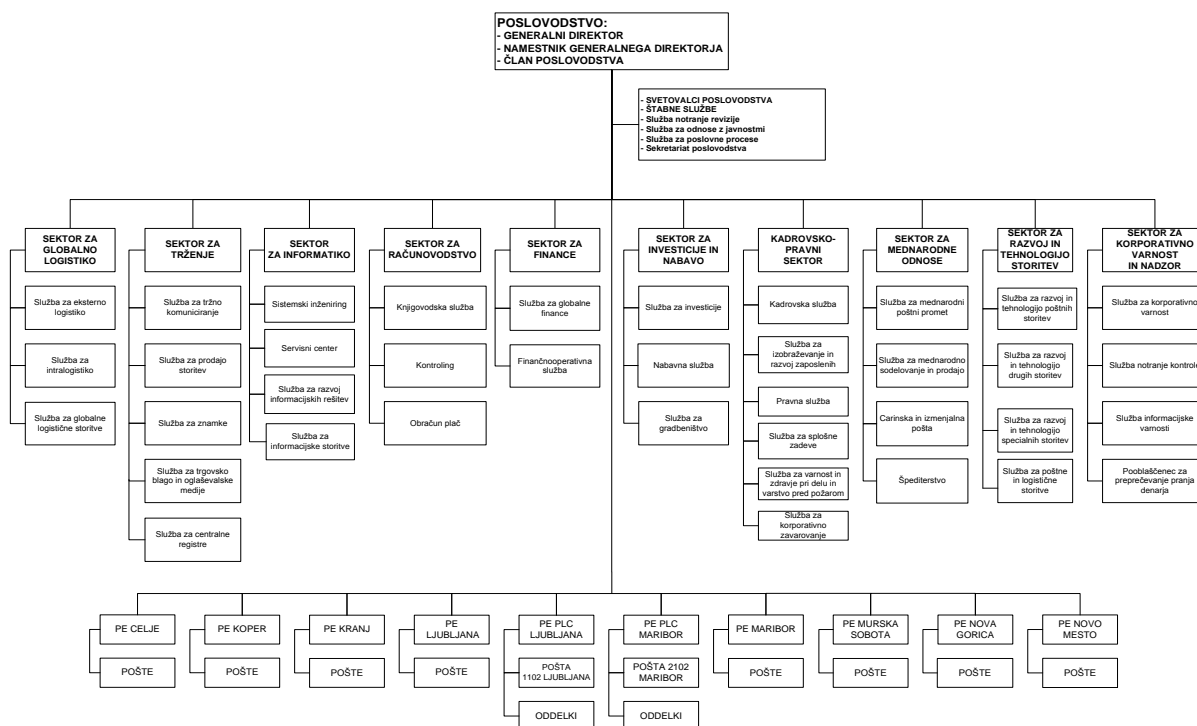 POSLOVODSTVO:
- GENERALNI DIREKTOR
- NAMESTNIK GENERALNEGA DIREKTORJA
- ČLAN POSLOVODSTVA
- SVETOVALCI POSLOVODSTVA
- ŠTABNE SLUŽBE
- Služba notranje revizije
- Služba za odnose z javnostmi
- Služba za poslovne procese
- Sekretariat poslovodstva
SEKTOR ZA
GLOBALNO
LOGISTIKO
Služba za eksterno
logistiko
Služba za
intralogistiko
Služba za globalne
logistične storitve
SEKTOR ZA
TRŽENJE
Služba za tržno
komuniciranje
Služba za prodajo
storitev
Služba za znamke
Služba za trgovsko
blago in oglaševalske
medije
Služba za centralne
registre
SEKTOR
ZA INFORMATIKO
Sistemski inženiring
Servisni center
Služba za razvoj
informacijskih rešitev
Služba za
informacijske storitve
SEKTOR ZA
RAČUNOVODSTVO
Knjigovodska služba
Kontroling
Obračun plač
SEKTOR ZA
FINANCE
Služba za globalne
finance
Finančnooperativna
služba
SEKTOR ZA
INVESTICIJE IN
NABAVO
Služba za investicije
Nabavna služba
Služba za
gradbeništvo
KADROVSKO-
PRAVNI
SEKTOR
Kadrovska služba
Služba za
izobraževanje in
razvoj zaposlenih
Pravna služba
Služba za splošne
zadeve
Služba za varnost in
zdravje pri delu in
varstvo pred požarom
Služba za
korporativno
zavarovanje
SEKTOR ZA
MEDNARODNE
ODNOSE
Služba za mednarodni
poštni promet
Služba za mednarodno
sodelovanje in prodajo
Carinska in izmenjalna
pošta
Špediterstvo
SEKTOR ZA
RAZVOJ IN
TEHNOLOGIJO
STORITEV
Služba za razvoj in
tehnologijo poštnih
storitev
Služba za razvoj
in tehnologijo
drugih storitev
Služba za razvoj
in tehnologijo
specialnih storitev
Služba za poštne
in logistične
storitve
SEKTOR ZA
KORPORATIVNO
VARNOST
IN NADZOR
Služba za korporativno
varnost
Služba notranje kontrole
Služba informacijske
varnosti
Pooblaščenec za
preprečevanje pranja
denarja
PE CELJE
POŠTE
PE KOPER
POŠTE
PE KRANJ
POŠTE
PE
LJUBLJANA
POŠTE
PE PLC
LJUBLJANA
POŠTA
1102 LJUBLJANA
ODDELKI
PE PLC
MARIBOR
POŠTA 2102
MARIBOR
ODDELKI
PE MARIBOR
POŠTE
PE MURSKA
SOBOTA
POŠTE
PE NOVA
GORICA
POŠTE
PE NOVO
MESTO
POŠTE